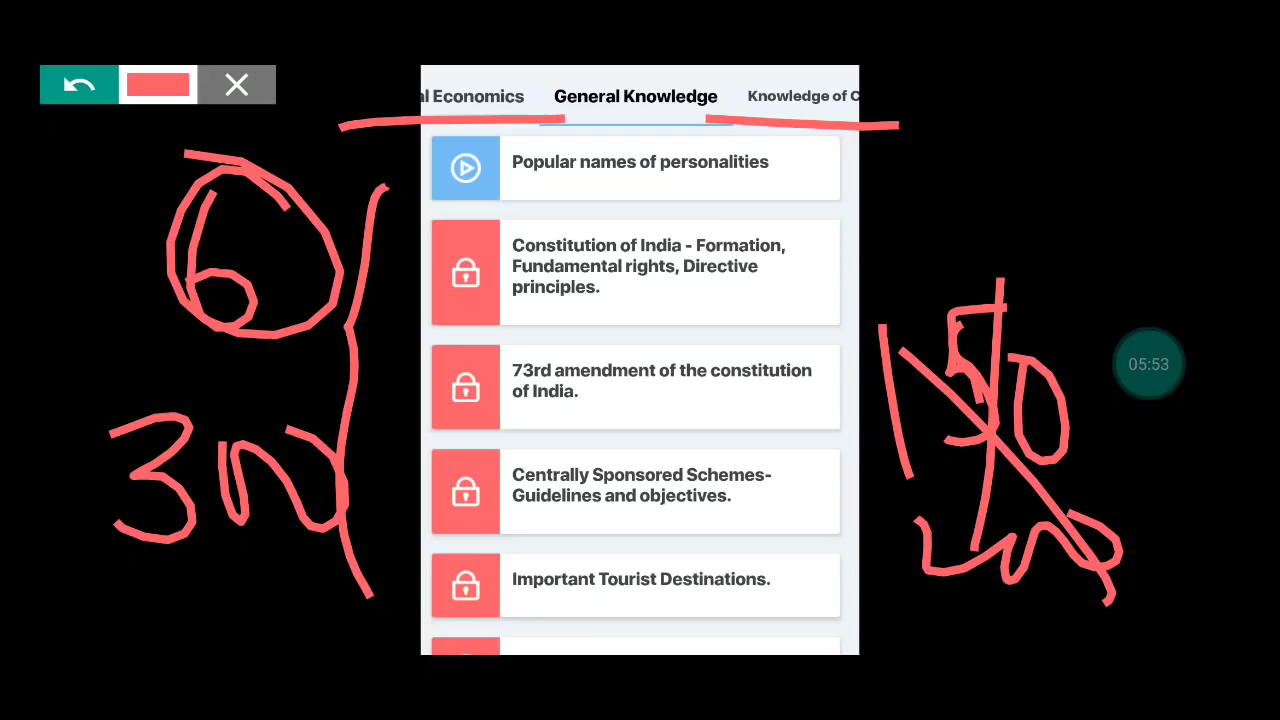 al Economics General Knowledge Knowledge of C
Popular names of personalities
Constitution of India - Formation,
Fundamental rights, Directive
principles.
73rd amendment of the constitution
of India.
Centrally Sponsored Schemes-
Guidelines and objectives.
Important Tourist Destinations.
6
3
150
05:53